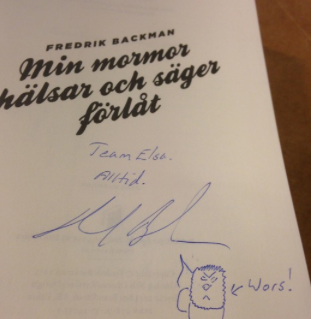 FREDRIK BACKMAN
Min mormor
hälsar och säger
förlåt
Team Elsa.
Alltid.
Wors!